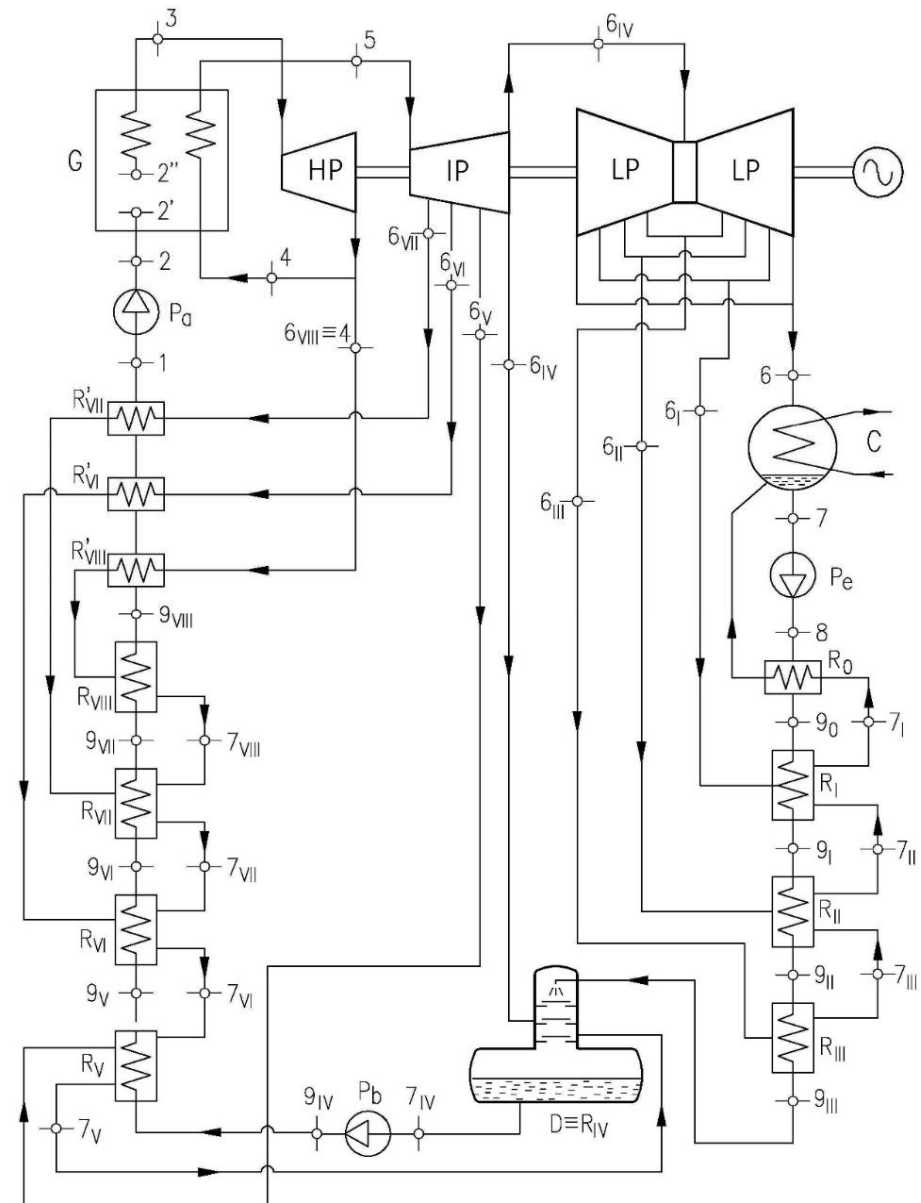 3
5
6IV
G
2"
2'
2
HP
IP
LP
LP
4
6VII
6VI
6V
6VIII≡4
6IV
Pa
1
6
6I
6II
6III
C
R'VII
R'VI
R'VIII
7
Pe
8
R0
90
7I
9VIII
RVIII
9VII
7VIII
RI
RVII
9VI
7VII
9I
7II
RVI
RII
9V
7VI
9II
7III
RV
RIII
Pb
9IV
7IV
D≡RIV
9III
7V